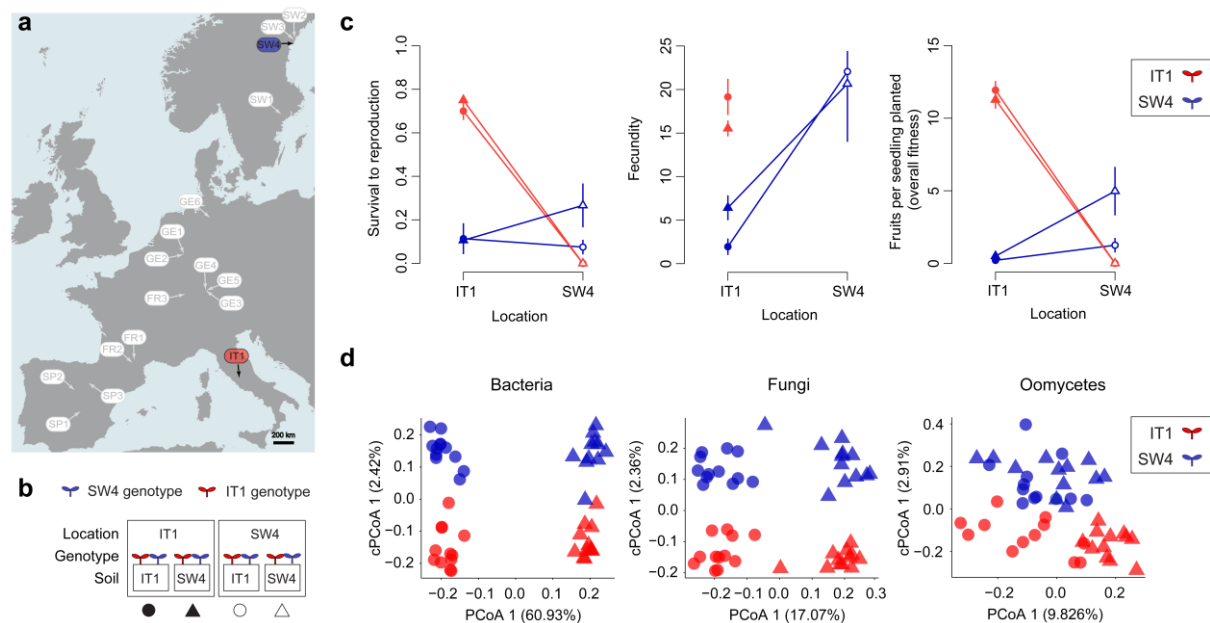 a
SW2
SW3
SW4
SW1
GE6
GE1
GE2
GE4
GE5
GE3
FR3
FR1
FR2
IT1
SP2
SP3
SP1
200 km
b
SW4 genotype
IT1 genotype
Location
IT1
SW4
Genotype
Soil
IT1
SW4
IT1
SW4
c
Survival to reproduction
1.0
0.8
0.6
0.4
0.2
0.0
IT1
SW4
Location
Fecundity
25
20
15
10
5
0
IT1
SW4
Location
Fruits per seedling planted
(overall fitness)
15
10
5
0
IT1
SW4
Location
IT1
SW4
d
Bacteria
cPCoA 1 (2.42%)
0.2
0.1
0.0
−0.1
−0.2
−0.2
−0.1
0.0
0.1
0.2
PCoA 1 (60.93%)
Fungi
cPCoA 1 (2.36%)
0.2
0.1
0.0
−0.1
−0.2
−0.2
−0.1
0.0
0.1
0.2
0.3
PCoA 1 (17.07%)
Oomycetes
cPCoA 1 (2.91%)
0.4
0.2
0.0
−0.2
−0.3
−0.2
−0.1
0.0
0.1
0.2
PCoA 1 (9.826%)
IT1
SW4